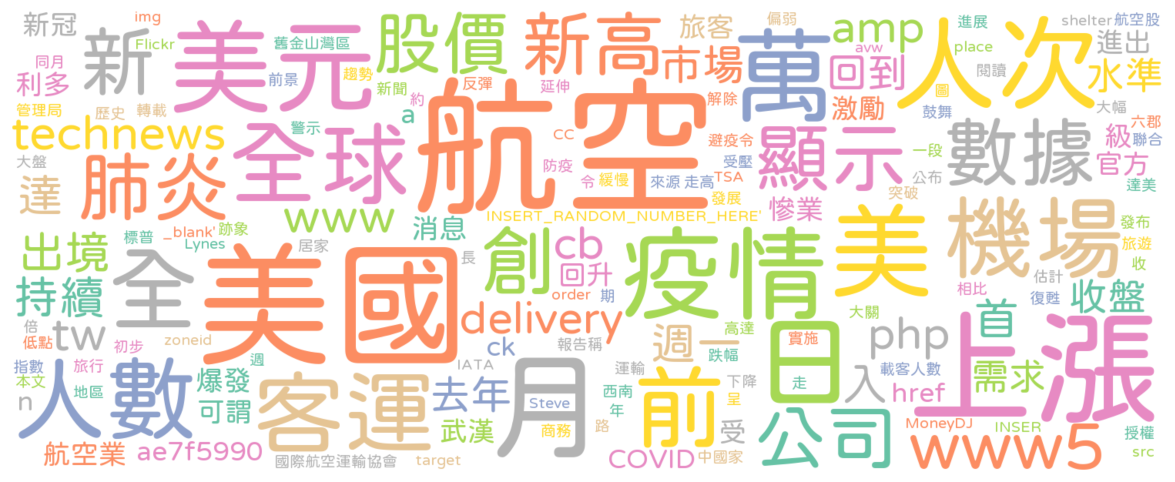 新冠
img
Flickr
同月
利多
管理局
歷史
轉載
大盤
新
舊金山灣區
前景
美元
趨勢
警示
股價
新聞
約
a
反彈
延伸
cc
防疫
新高
市場
旅客
解除
避疫令
受壓
令
緩慢
TSA
來源
走高
發展
偏弱
avw
萬
amp
回到
激勵
進展
place
閱讀
圖
鼓舞
人次
shelter
航空股
進出
水準
大幅
六郡
級
聯合
官方
達美
technews
肺炎
達
全球
航空
顯示
慘業
數據
一段
公布
突破
www
消息
INSERT_RANDOM_NUMBER_HERE'
_blank'
跡象
Lynes
標普
居家
出境
持續
全
tw
倍
低點
zoneid
初步
指數
本文
旅行
地區
週
n
美國
長
創
cb
回升
order
期
delivery
ck
IATA
報告稱
疫情
美
機場
發布
旅遊
收
估計
相比
復甦
收盤
大關
首
php
需求
載客人數
href
上漲
人數
客運
爆發
可謂
去年
武漢
Steve
商務
路
月
週一
高達
跌幅
運輸
西南
年
下降
呈
前
受
日
實施
走
入
公司
COVID
中國家
MoneyDJ
INSER
www5
授權
src
航空業
ae7f5990
國際航空運輸協會
target